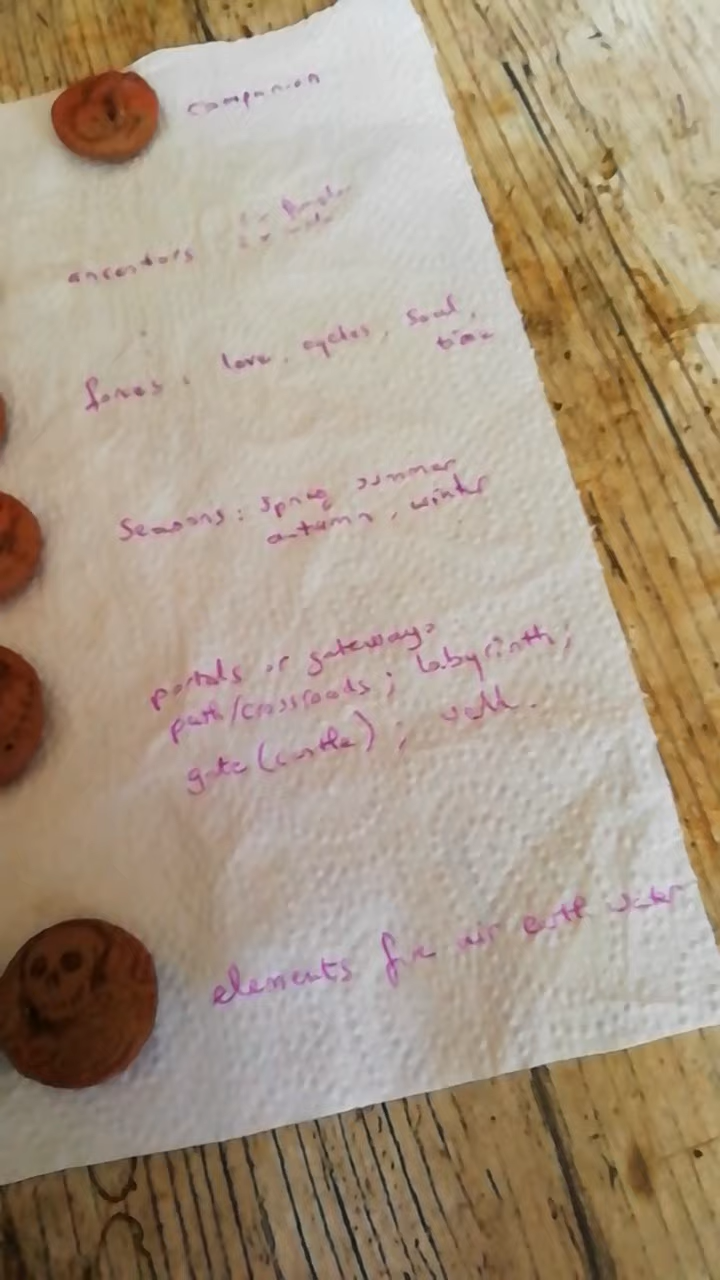 companion
ancestors
forces: love, cycles, soul,
time
Seasons: Spring summer
autumn, winter
portals or gateways
path/crossroads; labyrinth;
gate (castle); well.
elements fire air earth water